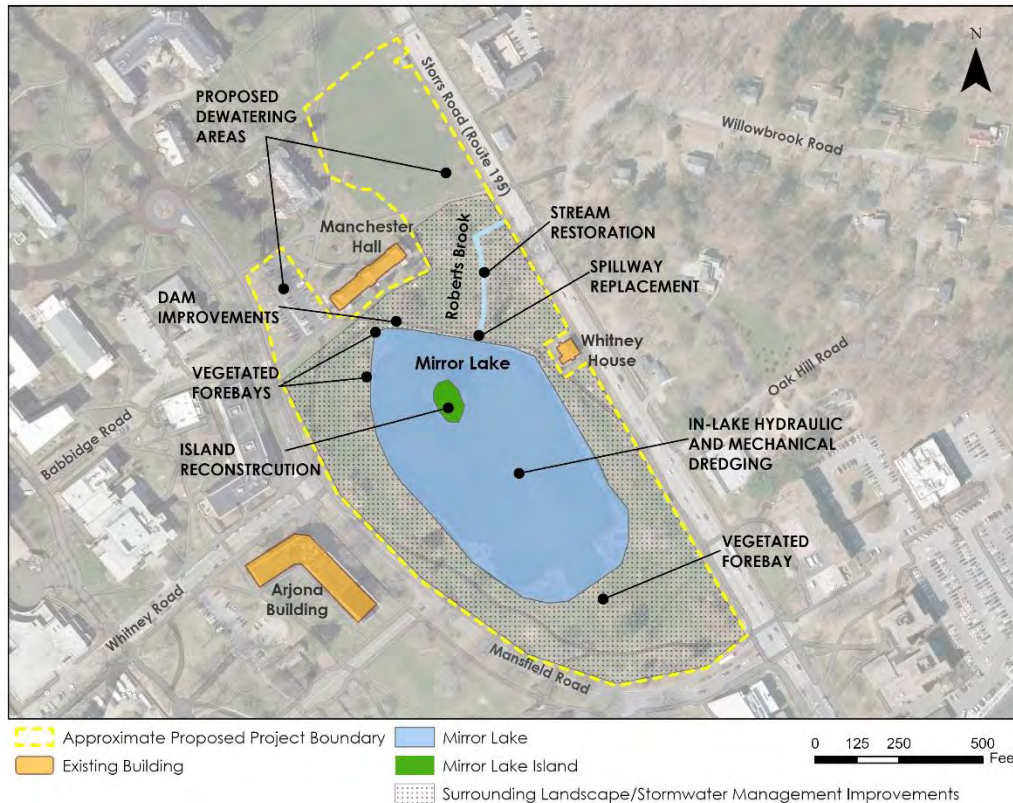 N
PROPOSED
DEWATERING
AREAS
Storrs Road (Route 195)
Willowbrook Road
Manchester
Hall
Roberts Brook
STREAM
RESTORATION
SPILLWAY
REPLACEMENT
DAM
IMPROVEMENTS
Whitney
House
Mirror Lake
VEGETATED
FOREBAYS
Oak Hill Road
Babbidge Road
ISLAND
RECONSTRCUTION
IN-LAKE HYDRAULIC
AND MECHANICAL
DREDGING
VEGETATED
FOREBAY
Arjona
Building
Whitney Road
Mansfield Road
Approximate Proposed Project Boundary
Existing Building
Mirror Lake
Mirror Lake Island
Surrounding Landscape/Stormwater Management Improvements
0 125 250 500
Fee